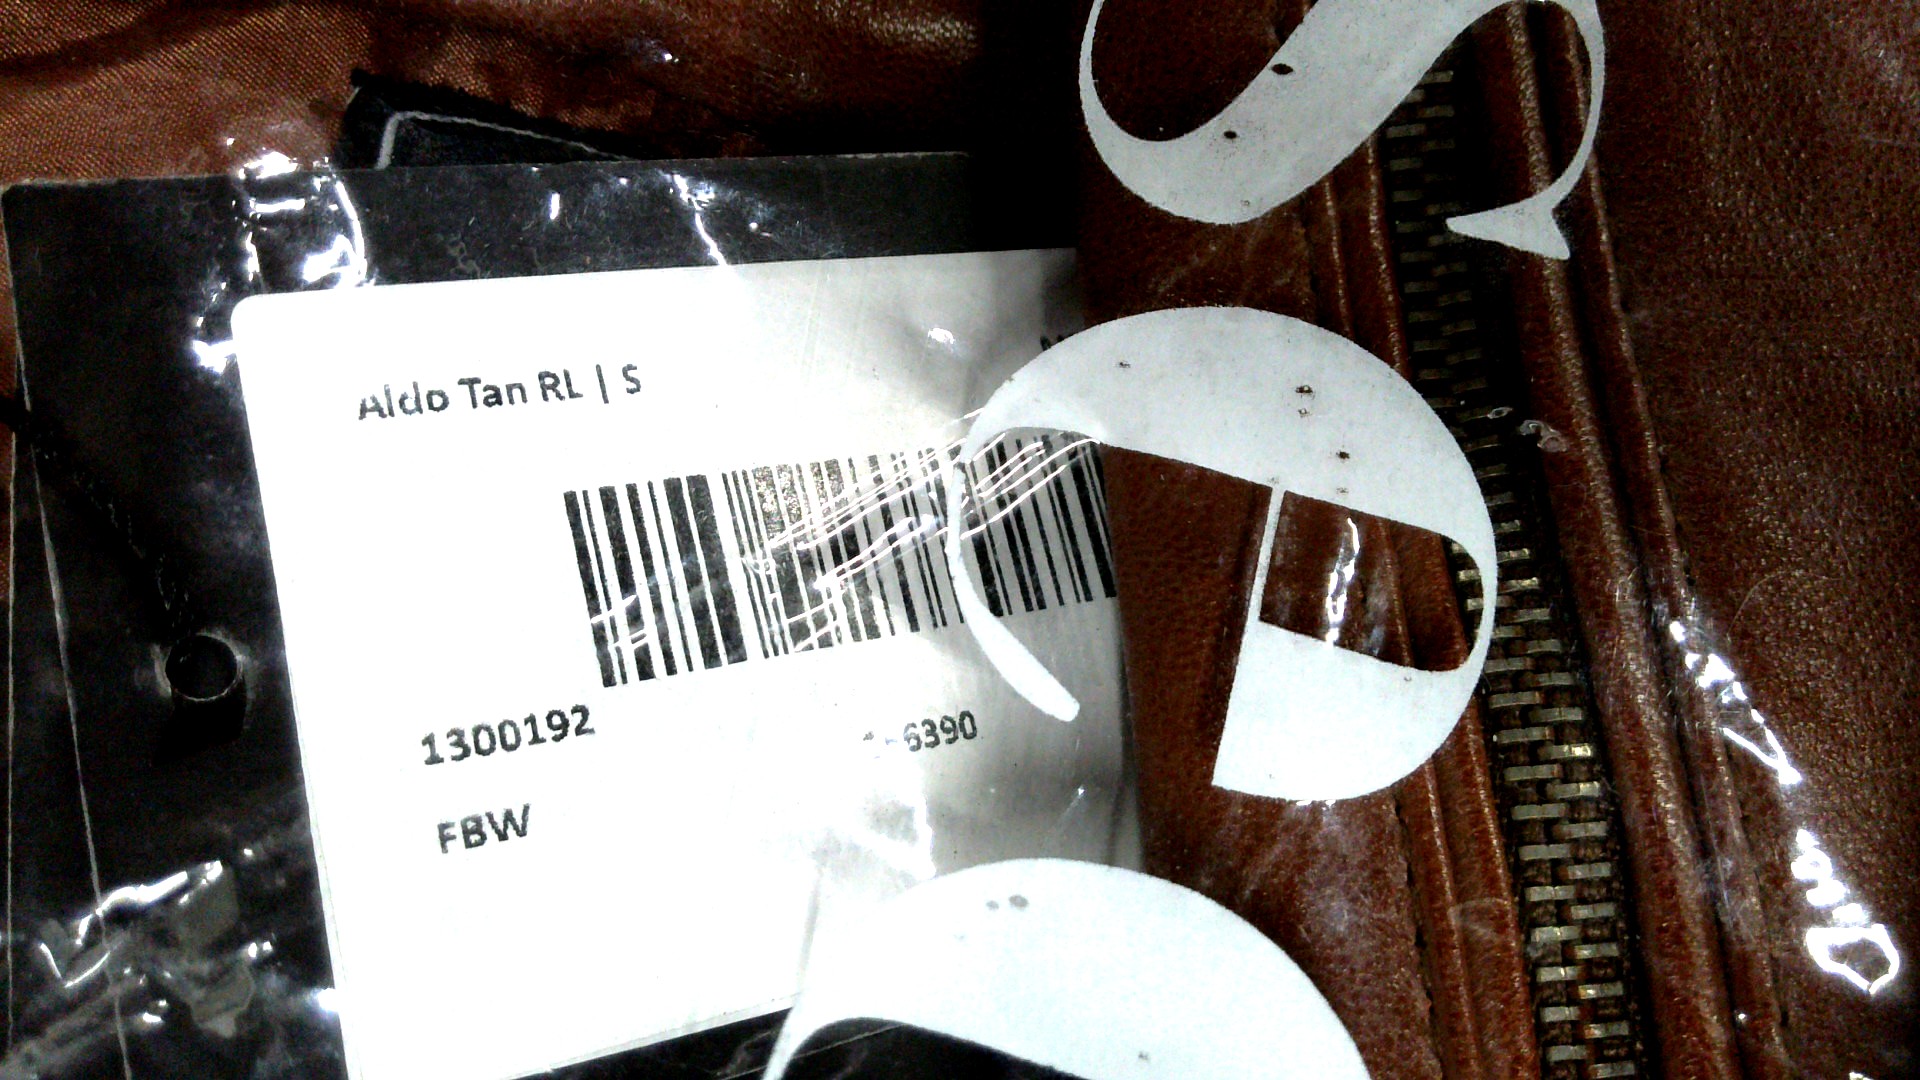 Aldo Tan RL | S
1300192
6390
FBW
S
e